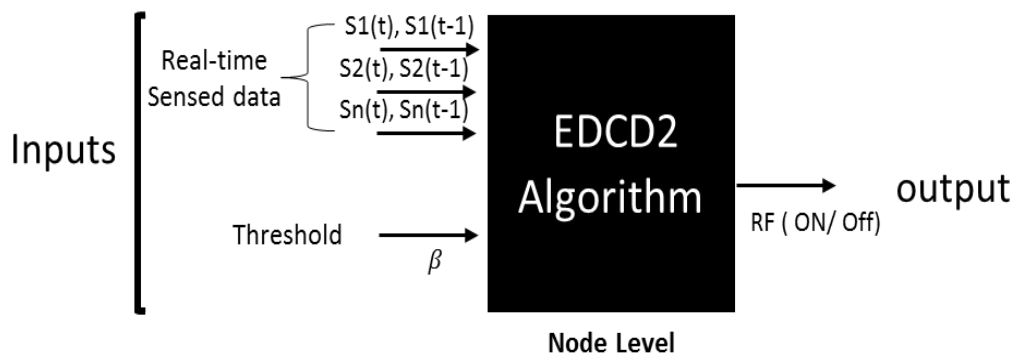 Inputs
Real-time
Sensed data
S1(t), S1(t-1)
S2(t), S2(t-1)
Sn(t), Sn(t-1)
Threshold
β
EDCD2
Algorithm
RF ( ON/ Off)
output
Node Level